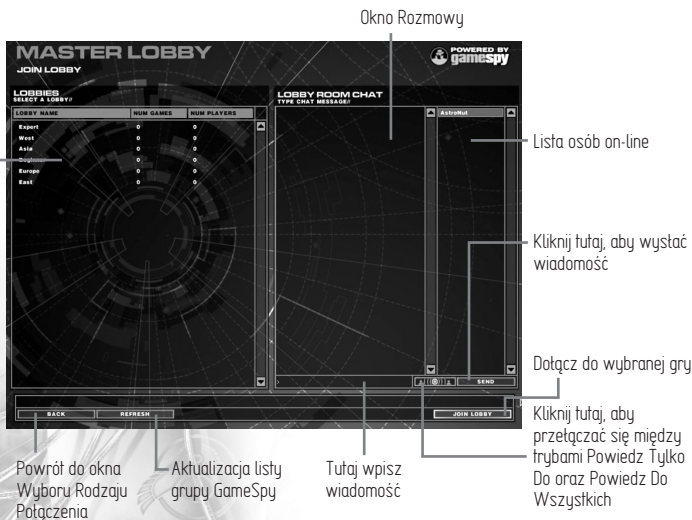 Okno Rozmowy
MASTER LOBBY
POWERED BY
gamespy
JOIN LOBBY
LOBBIES
SELECT A LOBBY//
LOBBY ROOM CHAT
TYPE CHAT MESSAGE//
LOBBY NAME NUM GAMES NUM PLAYERS
AstroNut
Expert 0 0
West 0 0
Asia 0 0
Beginner 0 0
Europe 0 0
East 0 0
Lista osób on-line
Kliknij tutaj, aby wysłać
wiadomość
SEND
Dołącz do wybranej gry
BACK REFRESH JOIN LOBBY
Kliknij tutaj, aby
przełączać się między
trybami Powiedz Tylko
Do oraz Powiedz Do
Wszystkich
Powrót do okna
Wyboru Rodzaju
Połączenia
Aktualizacja listy
grupy GameSpy
Tutaj wpisz
wiadomość